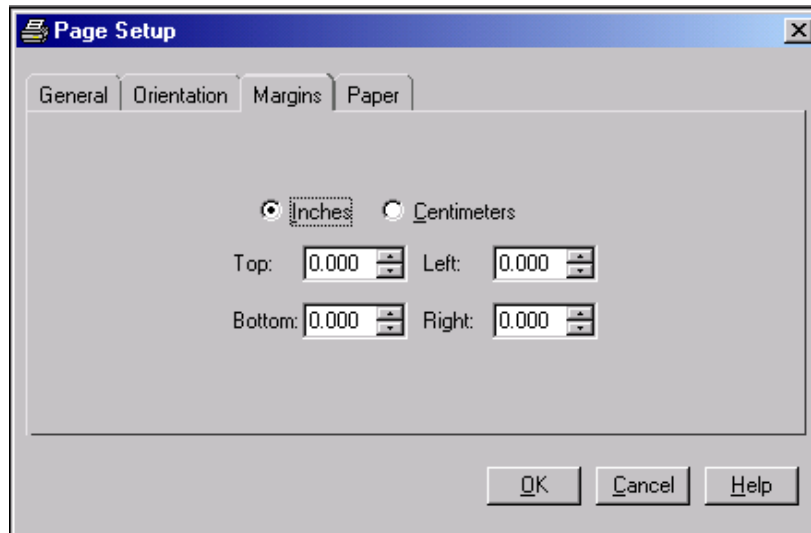 Page Setup
General Orientation Margins Paper
Inches Centimeters
Top: 0.000 Left: 0.000
Bottom: 0.000 Right: 0.000
OK Cancel Help